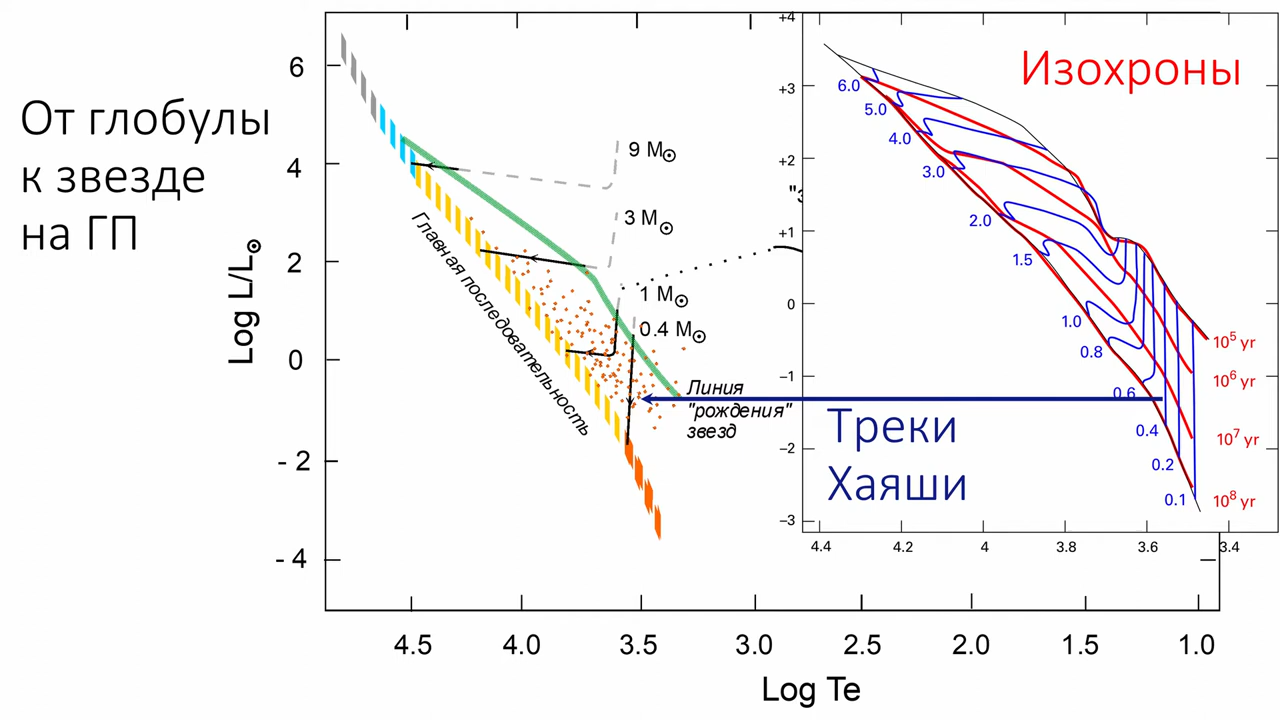 От глобулы
к звезде
на ГП
Log L/L⊙
6
4
2
0
- 2
- 4
4.5
4.0
3.5
3.0
2.5
2.0
1.5
1.0
Log Te
9 M⊙
3 M⊙
1 M⊙
0.4 M⊙
Главная последовательность
Линия
"рождения"
звезд
Изохроны
Треки
Хаяши
+4
+3
+2
+1
0
−1
−2
−3
4.4
4.2
4
3.8
3.6
3.4
6.0
5.0
4.0
3.0
2.0
1.5
1.0
0.8
0.6
0.4
0.2
0.1
10⁵ yr
10⁶ yr
10⁷ yr
10⁸ yr